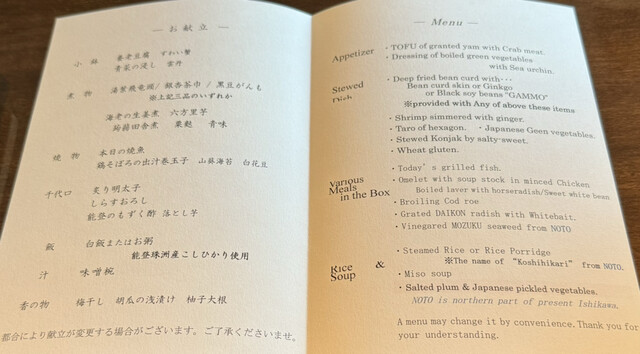 ― お献立 ―
小鉢 養老豆腐 ずわい蟹
青菜の浸し 雲丹
煮物 湯葉飛竜頭/銀杏茶巾/黒豆がんも
※上記三品のいずれか
海老の生姜煮 六方里芋
蒟蒻田舎煮 粟麩 青味
焼物 本日の焼魚
鶏そぼろの出汁巻玉子 山葵海苔 白花豆
千代口 炙り明太子
しらすおろし
能登のもずく酢 落とし芋
飯 白飯またはお粥
能登珠洲産こしひかり使用
汁 味噌椀
香の物 梅干し 胡瓜の浅漬け 柚子大根
都合により献立が変更する場合がございます。ご了承くださいませ。
― Menu ―
Appetizer
・TOFU of granted yam with Crab meat.
・Dressing of boiled green vegetables
with Sea urchin.
Stewed
Dish
・Deep fried bean curd with・・・
Bean curd skin or Ginkgo
or Black soy beans "GAMMO"
※provided with Any of above these items
・Shrimp simmered with ginger.
・Taro of hexagon. ・Japanese Geen vegetables.
・Stewed Konjak by salty-sweet.
・Wheat gluten.
Various
Meals
in the Box
・Today's grilled fish.
・Omelet with soup stock in minced Chicken
Boiled laver with horseradish/Sweet white bean
・Broiling Cod roe
・Grated DAIKON radish with Whitebait.
・Vinegared MOZUKU seaweed from NOTO
Rice &
Soup
・Steamed Rice or Rice Porridge
※The name of "Koshihikari" from NOTO.
・Miso soup
・Salted plum & Japanese pickled vegetables.
NOTO is northern part of present Ishikawa.
A menu may change it by convenience. Thank you for
your understanding.